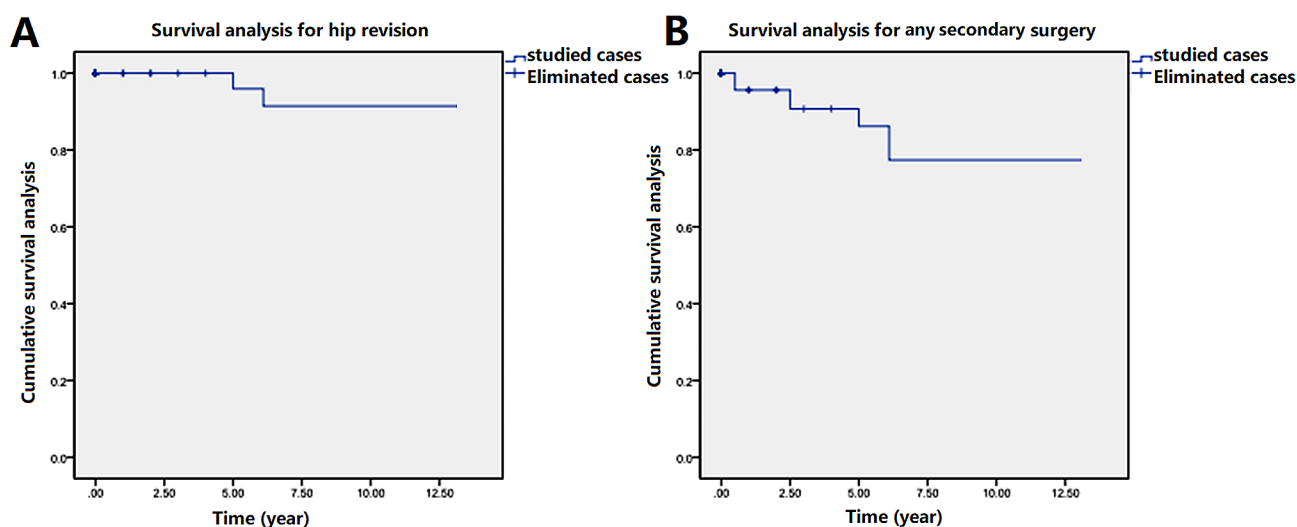 A
Survival analysis for hip revision
studied cases
Eliminated cases
Cumulative survival analysis
1.0
0.8
0.6
0.4
0.2
0.0
.00 2.50 5.00 7.50 10.00 12.50
Time (year)
B
Survival analysis for any secondary surgery
studied cases
Eliminated cases
Cumulative survival analysis
1.0
0.8
0.6
0.4
0.2
0.0
.00 2.50 5.00 7.50 10.00 12.50
Time (year)